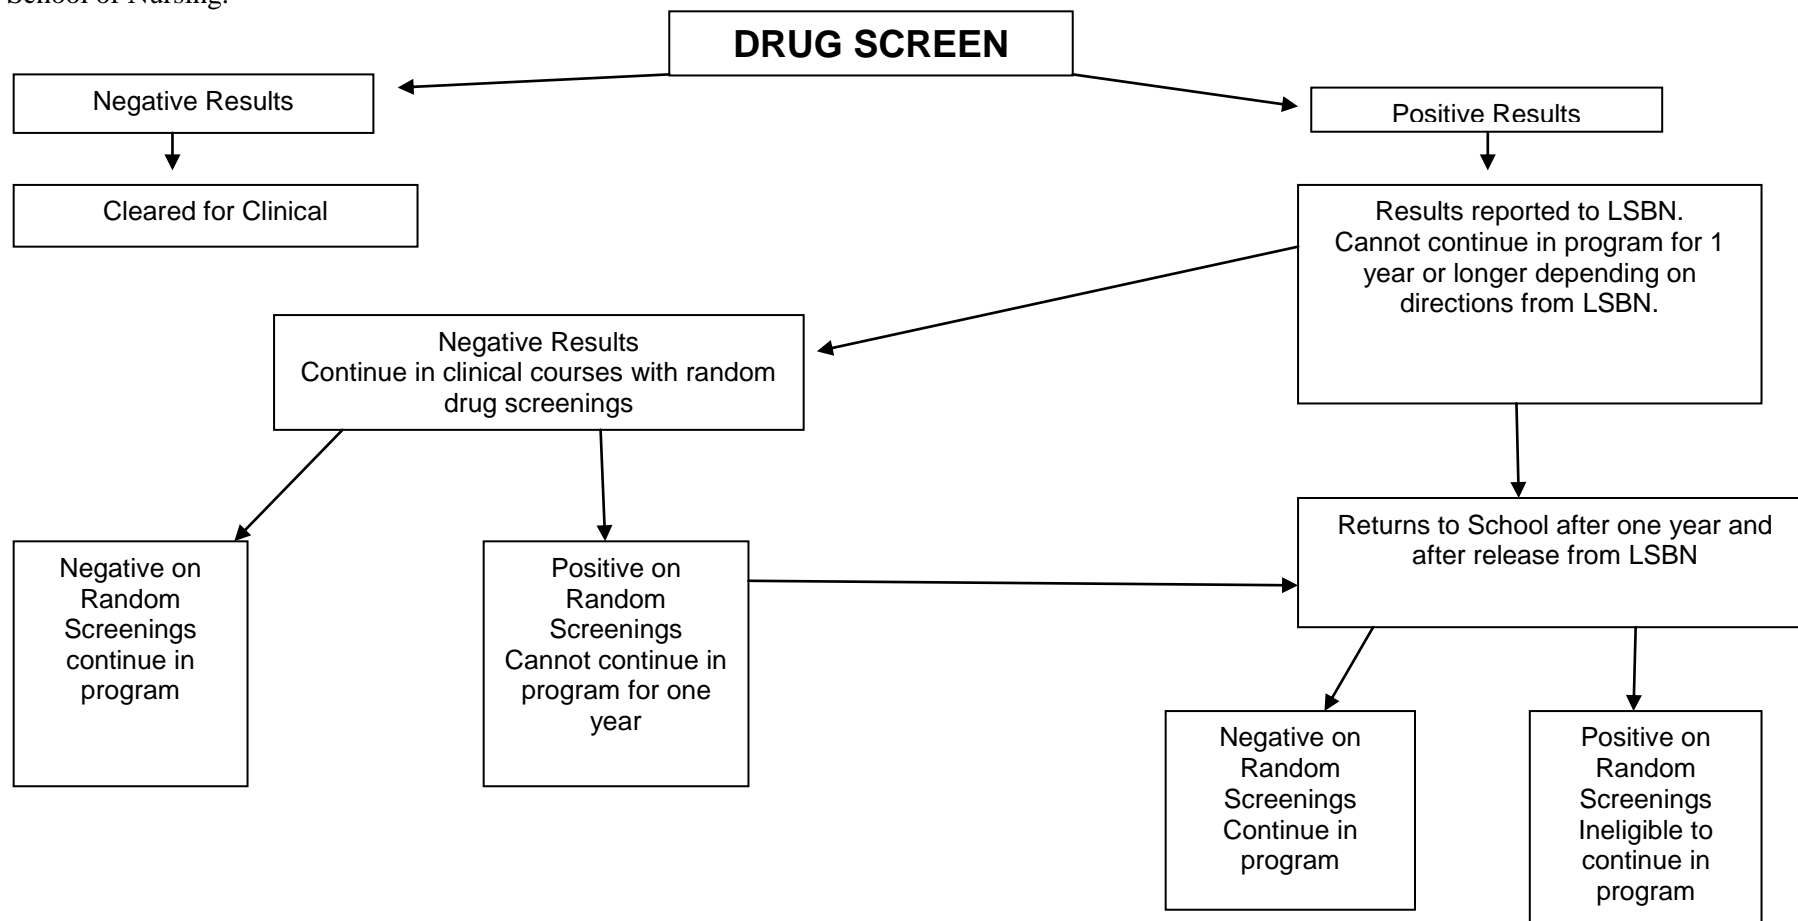 School of Nursing.
DRUG SCREEN
Negative Results
Positive Results
Cleared for Clinical
Results reported to LSBN.
Cannot continue in program for 1
year or longer depending on
directions from LSBN.
Negative Results
Continue in clinical courses with random
drug screenings
Returns to School after one year and
after release from LSBN
Negative on
Random
Screenings
continue in
program
Positive on
Random
Screenings
Cannot continue in
program for one
year
Negative on
Random
Screenings
Continue in
program
Positive on
Random
Screenings
Ineligible to
continue in
program